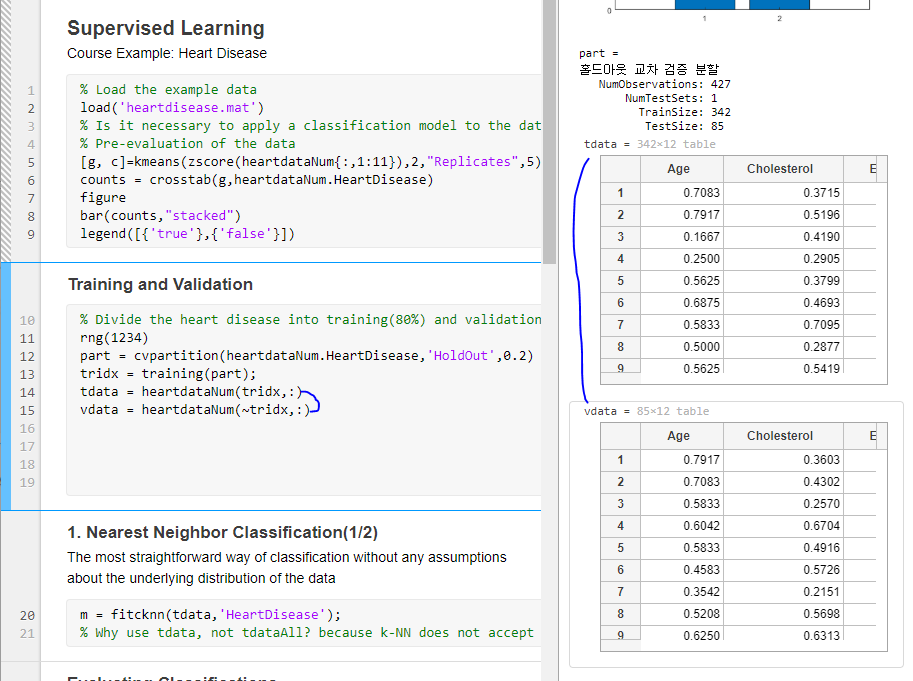 Supervised Learning
Course Example: Heart Disease
1 % Load the example data
2 load('heartdisease.mat')
3 % Is it necessary to apply a classification model to the dat
4 % Pre-evaluation of the data
5 [g, c]=kmeans(zscore(heartdataNum{:,1:11}),2,"Replicates",5)
6 counts = crosstab(g,heartdataNum.HeartDisease)
7 figure
8 bar(counts,"stacked")
9 legend([{'true'},{'false'}])
Training and Validation
10 % Divide the heart disease into training(80%) and validation
11 rng(1234)
12 part = cvpartition(heartdataNum.HeartDisease,'HoldOut',0.2)
13 tridx = training(part);
14 tdata = heartdataNum(tridx,:)
15 vdata = heartdataNum(~tridx,:)
16
17
18
19
1. Nearest Neighbor Classification(1/2)
The most straightforward way of classification without any assumptions
about the underlying distribution of the data
20 m = fitcknn(tdata,'HeartDisease');
21 % Why use tdata, not tdataAll? because k-NN does not accept
0
1 2
part =
홀드아웃 교차 검증 분할
NumObservations: 427
NumTestSets: 1
TrainSize: 342
TestSize: 85
tdata = 342×12 table
Age Cholesterol E
1 0.7083 0.3715
2 0.7917 0.5196
3 0.1667 0.4190
4 0.2500 0.2905
5 0.5625 0.3799
6 0.6875 0.4693
7 0.5833 0.7095
8 0.5000 0.2877
9 0.5625 0.5419
vdata = 85×12 table
Age Cholesterol E
1 0.7917 0.3603
2 0.7083 0.4302
3 0.5833 0.2570
4 0.6042 0.6704
5 0.5833 0.4916
6 0.4583 0.5726
7 0.3542 0.2151
8 0.5208 0.5698
9 0.6250 0.6313